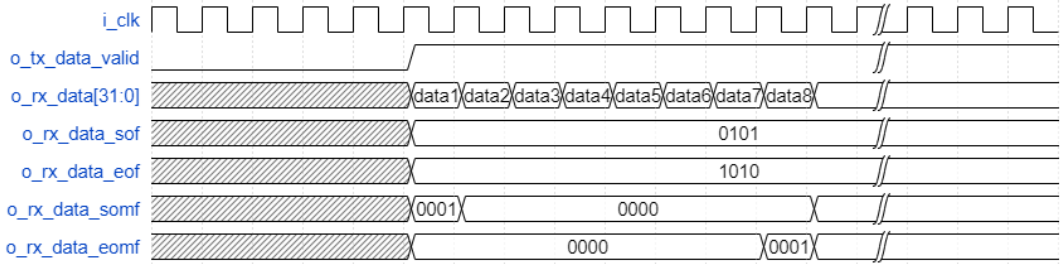 i_clk
o_tx_data_valid
o_rx_data[31:0] data1 data2 data3 data4 data5 data6 data7 data8
o_rx_data_sof 0101
o_rx_data_eof 1010
o_rx_data_somf 0001 0000
o_rx_data_eomf 0000 0001